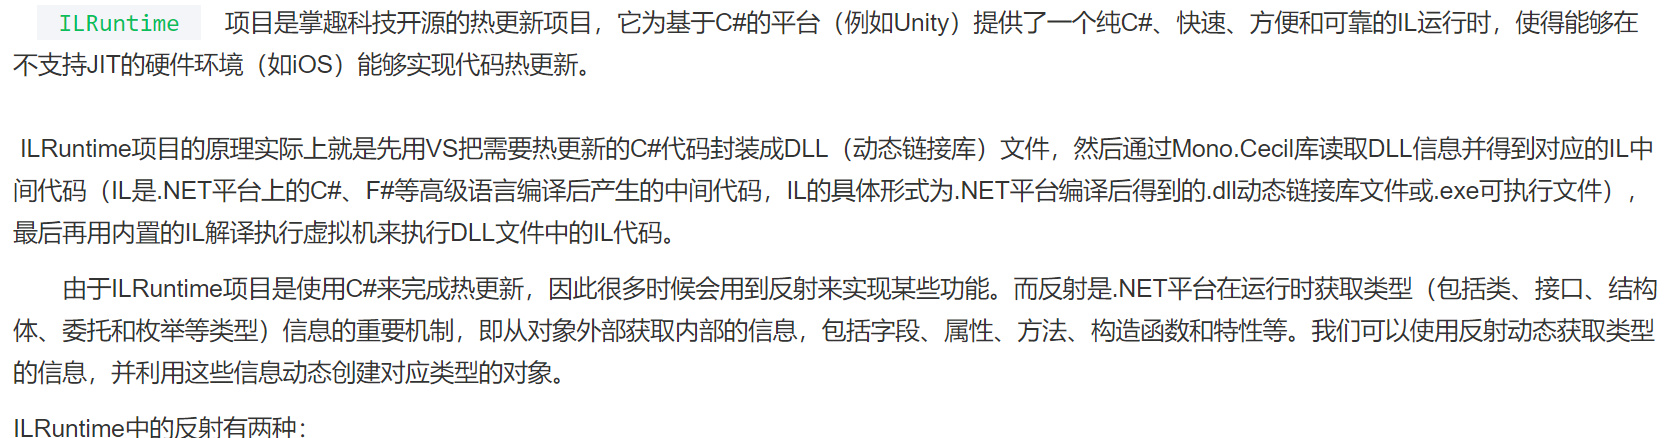 ILRuntime 项目是掌趣科技开源的热更新项目，它为基于C#的平台（例如Unity）提供了一个纯C#、快速、方便和可靠的IL运行时，使得能够在
不支持JIT的硬件环境（如iOS）能够实现代码热更新。
ILRuntime项目的原理实际上就是先用VS把需要热更新的C#代码封装成DLL（动态链接库）文件，然后通过Mono.Cecil库读取DLL信息并得到对应的IL中
间代码（IL是.NET平台上的C#、F#等高级语言编译后产生的中间代码，IL的具体形式为.NET平台编译后得到的.dll动态链接库文件或.exe可执行文件），
最后再用内置的IL解译执行虚拟机来执行DLL文件中的IL代码。
由于ILRuntime项目是使用C#来完成热更新，因此很多时候会用到反射来实现某些功能。而反射是.NET平台在运行时获取类型（包括类、接口、结构
体、委托和枚举等类型）信息的重要机制，即从对象外部获取内部的信息，包括字段、属性、方法、构造函数和特性等。我们可以使用反射动态获取类型
的信息，并利用这些信息动态创建对应类型的对象。
ILRuntime中的反射有两种：